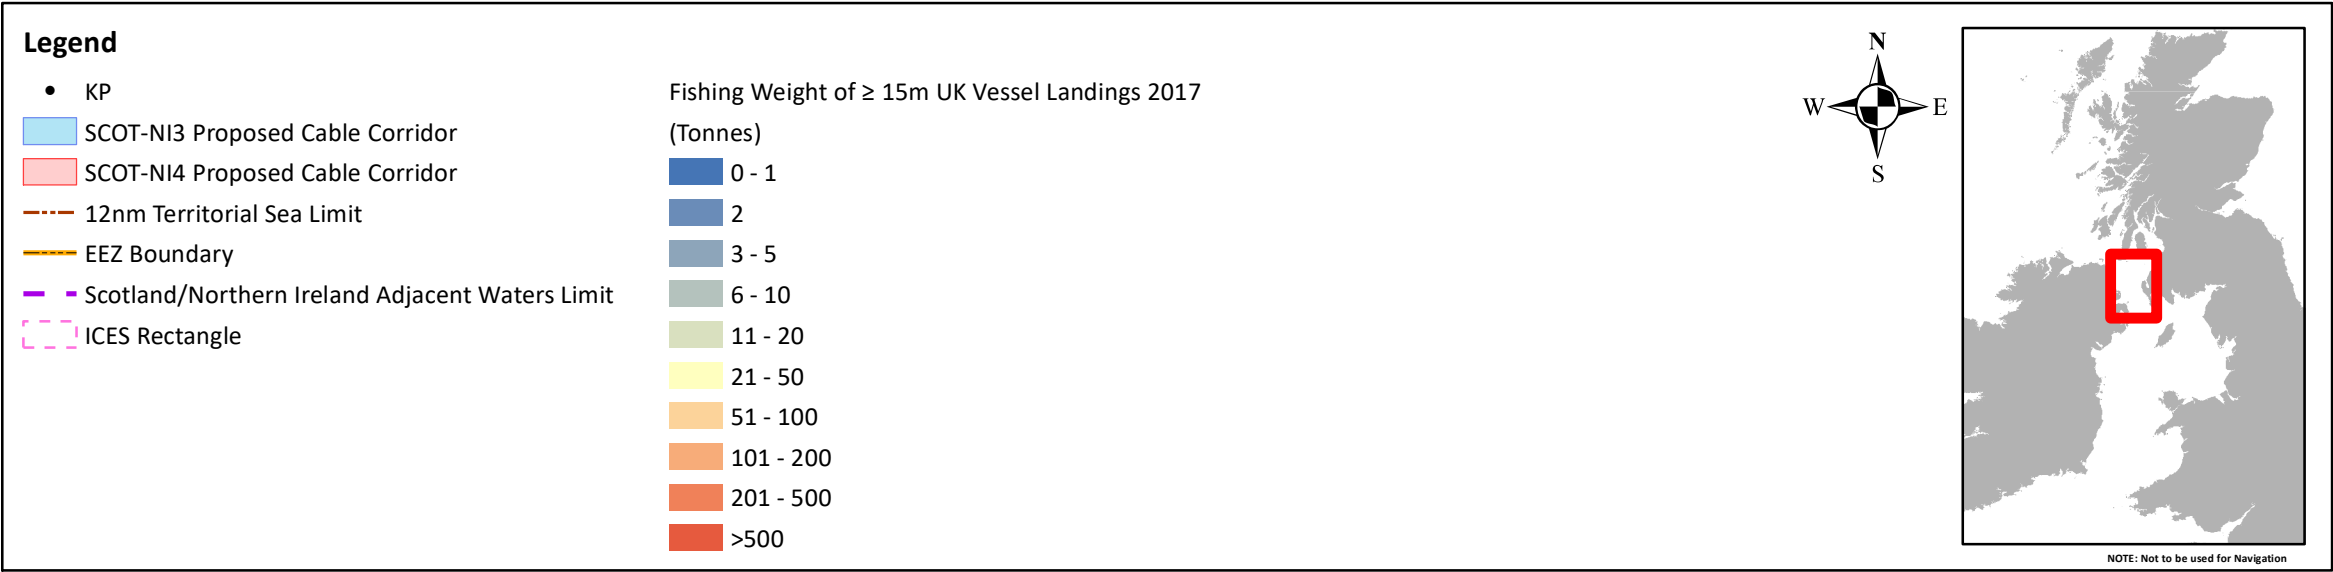 Legend
KP
SCOT-NI3 Proposed Cable Corridor
SCOT-NI4 Proposed Cable Corridor
12nm Territorial Sea Limit
EEZ Boundary
Scotland/Northern Ireland Adjacent Waters Limit
ICES Rectangle
Fishing Weight of ≥ 15m UK Vessel Landings 2017
(Tonnes)
0 - 1
2
3 - 5
6 - 10
11 - 20
21 - 50
51 - 100
101 - 200
201 - 500
>500
N
W
E
S
NOTE: Not to be used for Navigation